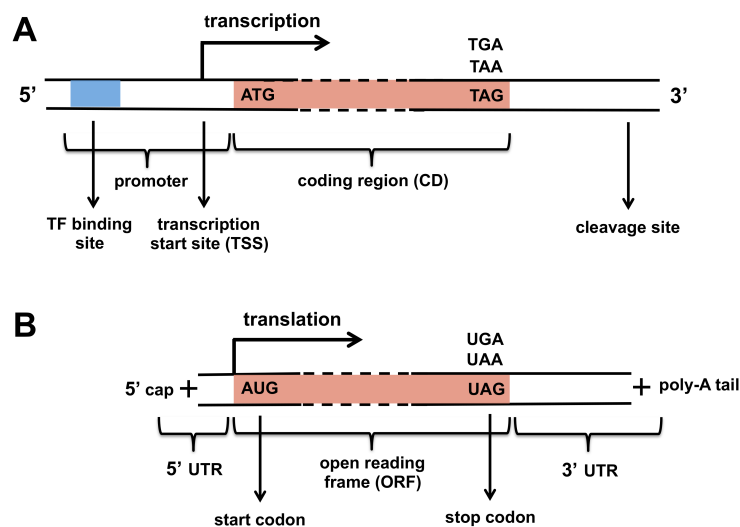 A
transcription
TGA
TAA
5’
ATG
TAG
3’
promoter
coding region (CD)
TF binding
site
transcription
start site (TSS)
cleavage site
B
translation
UGA
UAA
5’ cap +
AUG
UAG
+ poly-A tail
5’ UTR
open reading
frame (ORF)
3’ UTR
start codon
stop codon